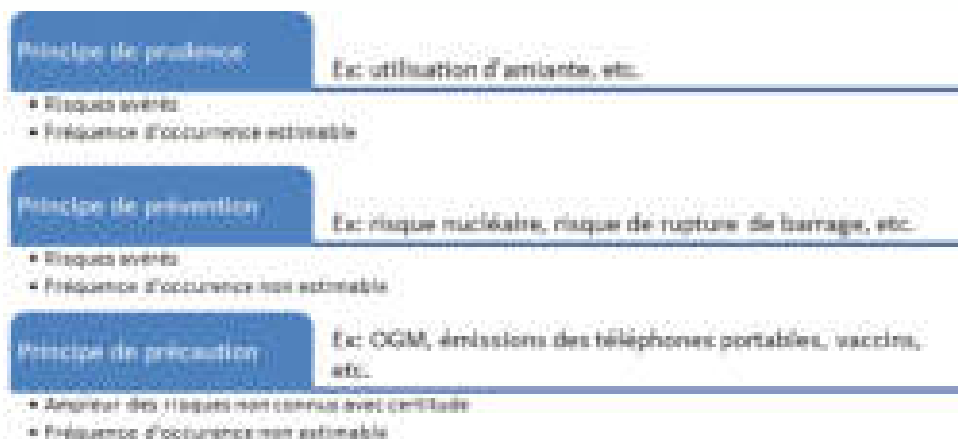 Principe de prudence
Ex: utilisation d'amiante, etc.
• Risques avérés
• Fréquence d'occurrence estimable
Principe de prévention
Ex: risque nucléaire, risque de rupture de barrage, etc.
• Risques avérés
• Fréquence d'occurence non estimable
Principe de précaution
Ex: OGM, émissions des téléphones portables, vaccins,
etc.
• Ampleur des risques non connus avec certitude
• Fréquence d'occurence non estimable